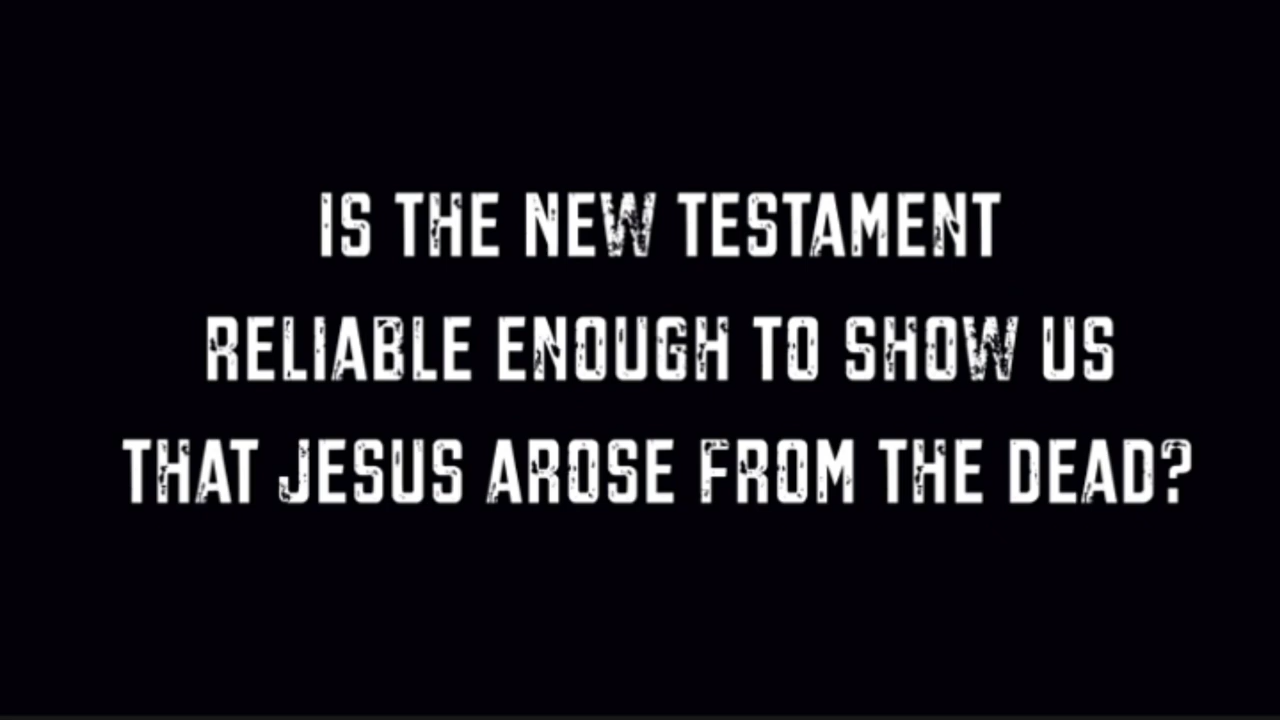 IS THE NEW TESTAMENT
RELIABLE ENOUGH TO SHOW US
THAT JESUS AROSE FROM THE DEAD?